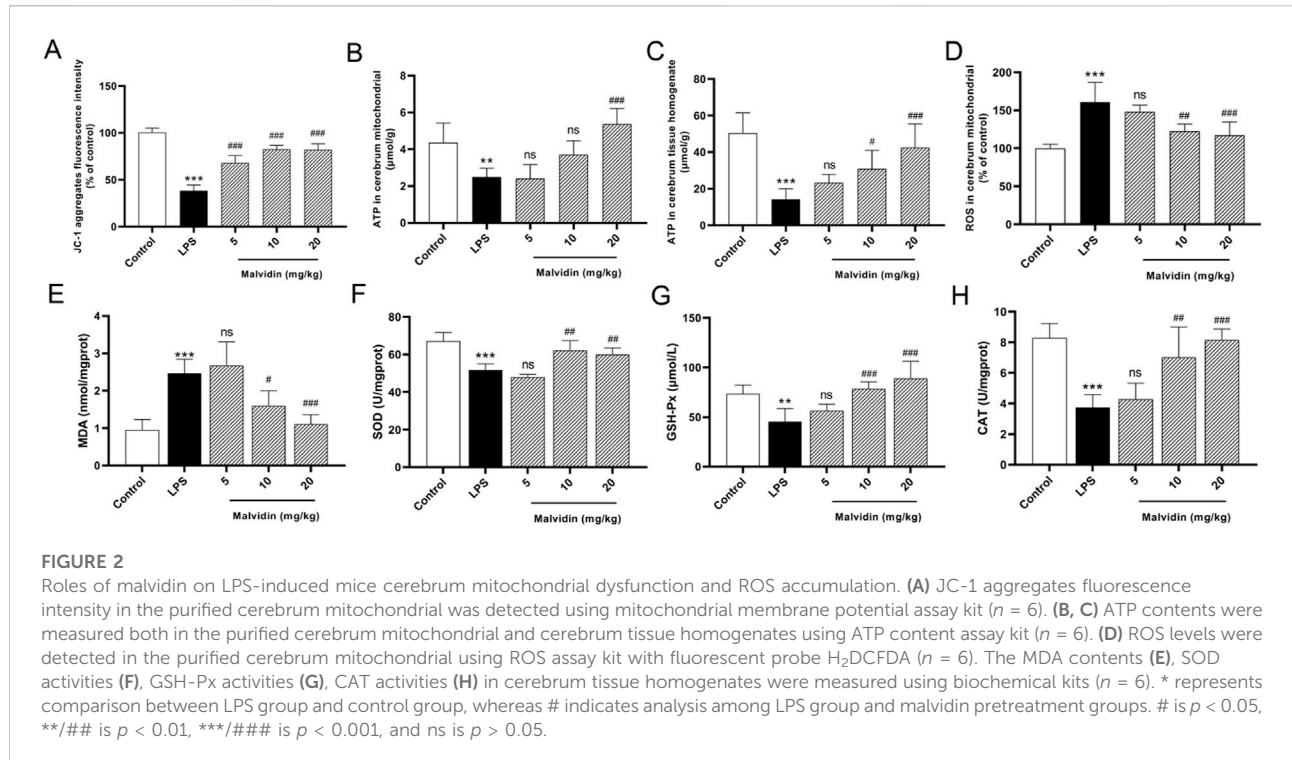 A
JC-1 aggregates fluorescence intensity
(% of control)
150
100
50
0
***
###
###
###
Control
LPS
5
10
20
Malvidin (mg/kg)
B
ATP in cerebrum mitochondrial
(μmol/g)
8
6
4
2
0
**
ns
ns
###
Control
LPS
5
10
20
Malvidin (mg/kg)
C
ATP in cerebrum tissue homogenate
(μmol/g)
80
60
40
20
0
***
ns
#
###
Control
LPS
5
10
20
Malvidin (mg/kg)
D
ROS in cerebrum mitochondrial
(% of control)
200
150
100
50
0
***
ns
##
###
Control
LPS
5
10
20
Malvidin (mg/kg)
E
MDA (nmol/mgprot)
4
3
2
1
0
***
ns
#
###
Control
LPS
5
10
20
Malvidin (mg/kg)
F
SOD (U/mgprot)
80
60
40
20
0
***
ns
##
##
Control
LPS
5
10
20
Malvidin (mg/kg)
G
GSH-Px (μmol/L)
150
100
50
0
**
ns
###
###
Control
LPS
5
10
20
Malvidin (mg/kg)
H
CAT (U/mgprot)
10
8
6
4
2
0
***
ns
##
###
Control
LPS
5
10
20
Malvidin (mg/kg)
FIGURE 2
Roles of malvidin on LPS-induced mice cerebrum mitochondrial dysfunction and ROS accumulation. (A) JC-1 aggregates fluorescence
intensity in the purified cerebrum mitochondrial was detected using mitochondrial membrane potential assay kit (n = 6). (B, C) ATP contents were
measured both in the purified cerebrum mitochondrial and cerebrum tissue homogenates using ATP content assay kit (n = 6). (D) ROS levels were
detected in the purified cerebrum mitochondrial using ROS assay kit with fluorescent probe H₂DCFDA (n = 6). The MDA contents (E), SOD
activities (F), GSH-Px activities (G), CAT activities (H) in cerebrum tissue homogenates were measured using biochemical kits (n = 6). * represents
comparison between LPS group and control group, whereas # indicates analysis among LPS group and malvidin pretreatment groups. # is p < 0.05,
**/## is p < 0.01, ***/### is p < 0.001, and ns is p > 0.05.